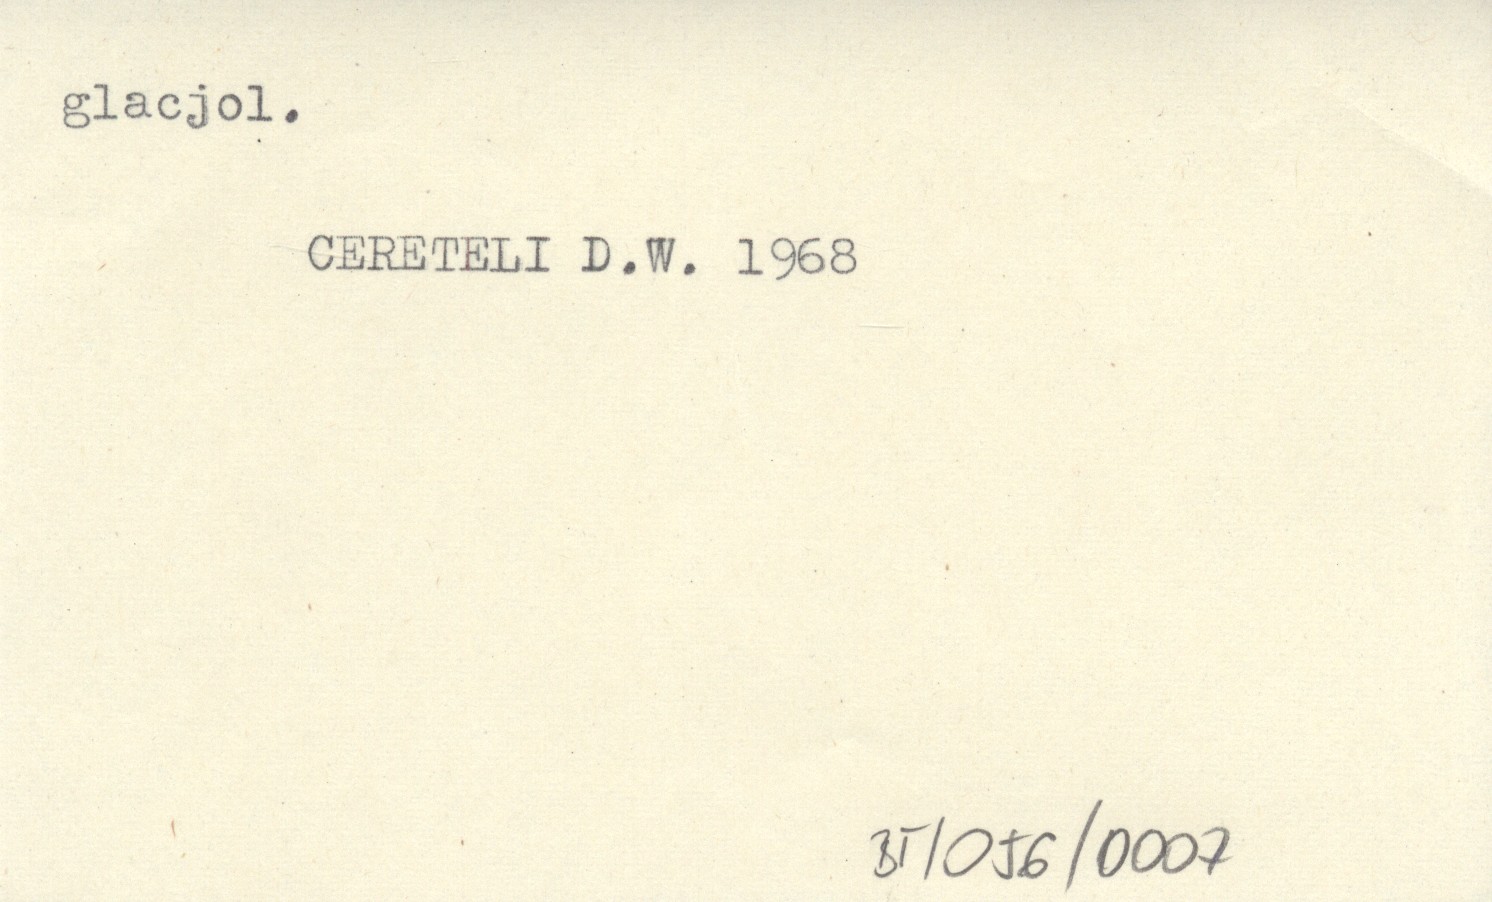 glacjol.
CERETELI D.W. 1968
BT/056/0007